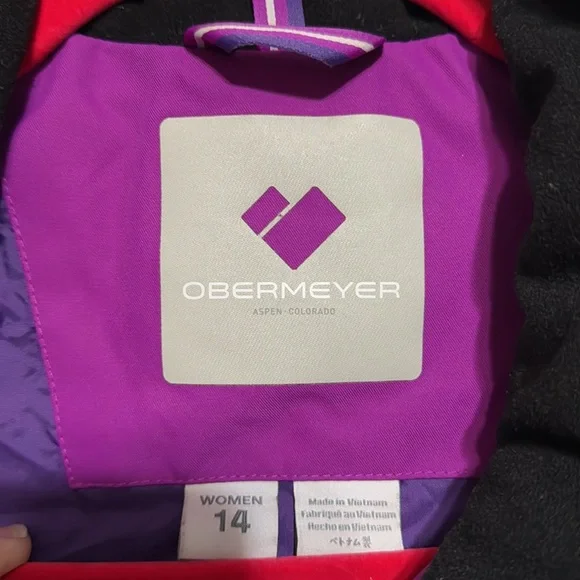 OBERMEYER
ASPEN-COLORADO
WOMEN
14
Made in Vietnam
Fabriqué au Vietnam
Hecho en Vietnam
ベトナム製